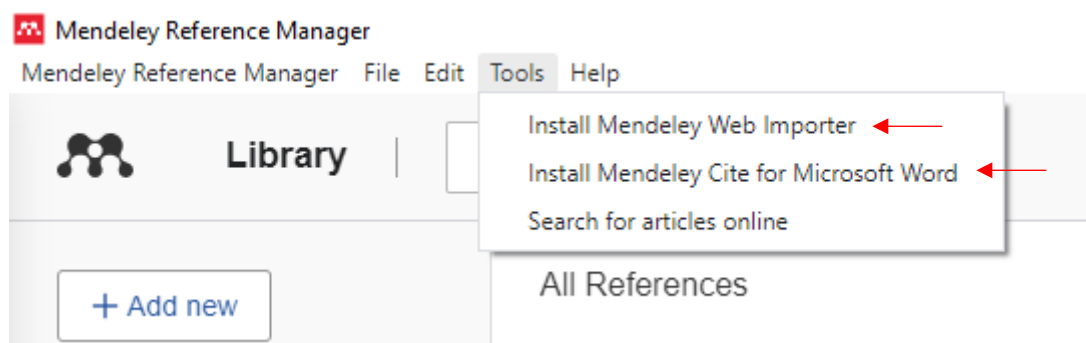 Mendeley Reference Manager
Mendeley Reference Manager File Edit Tools Help
Install Mendeley Web Importer
Library
Install Mendeley Cite for Microsoft Word
Search for articles online
+ Add new
All References